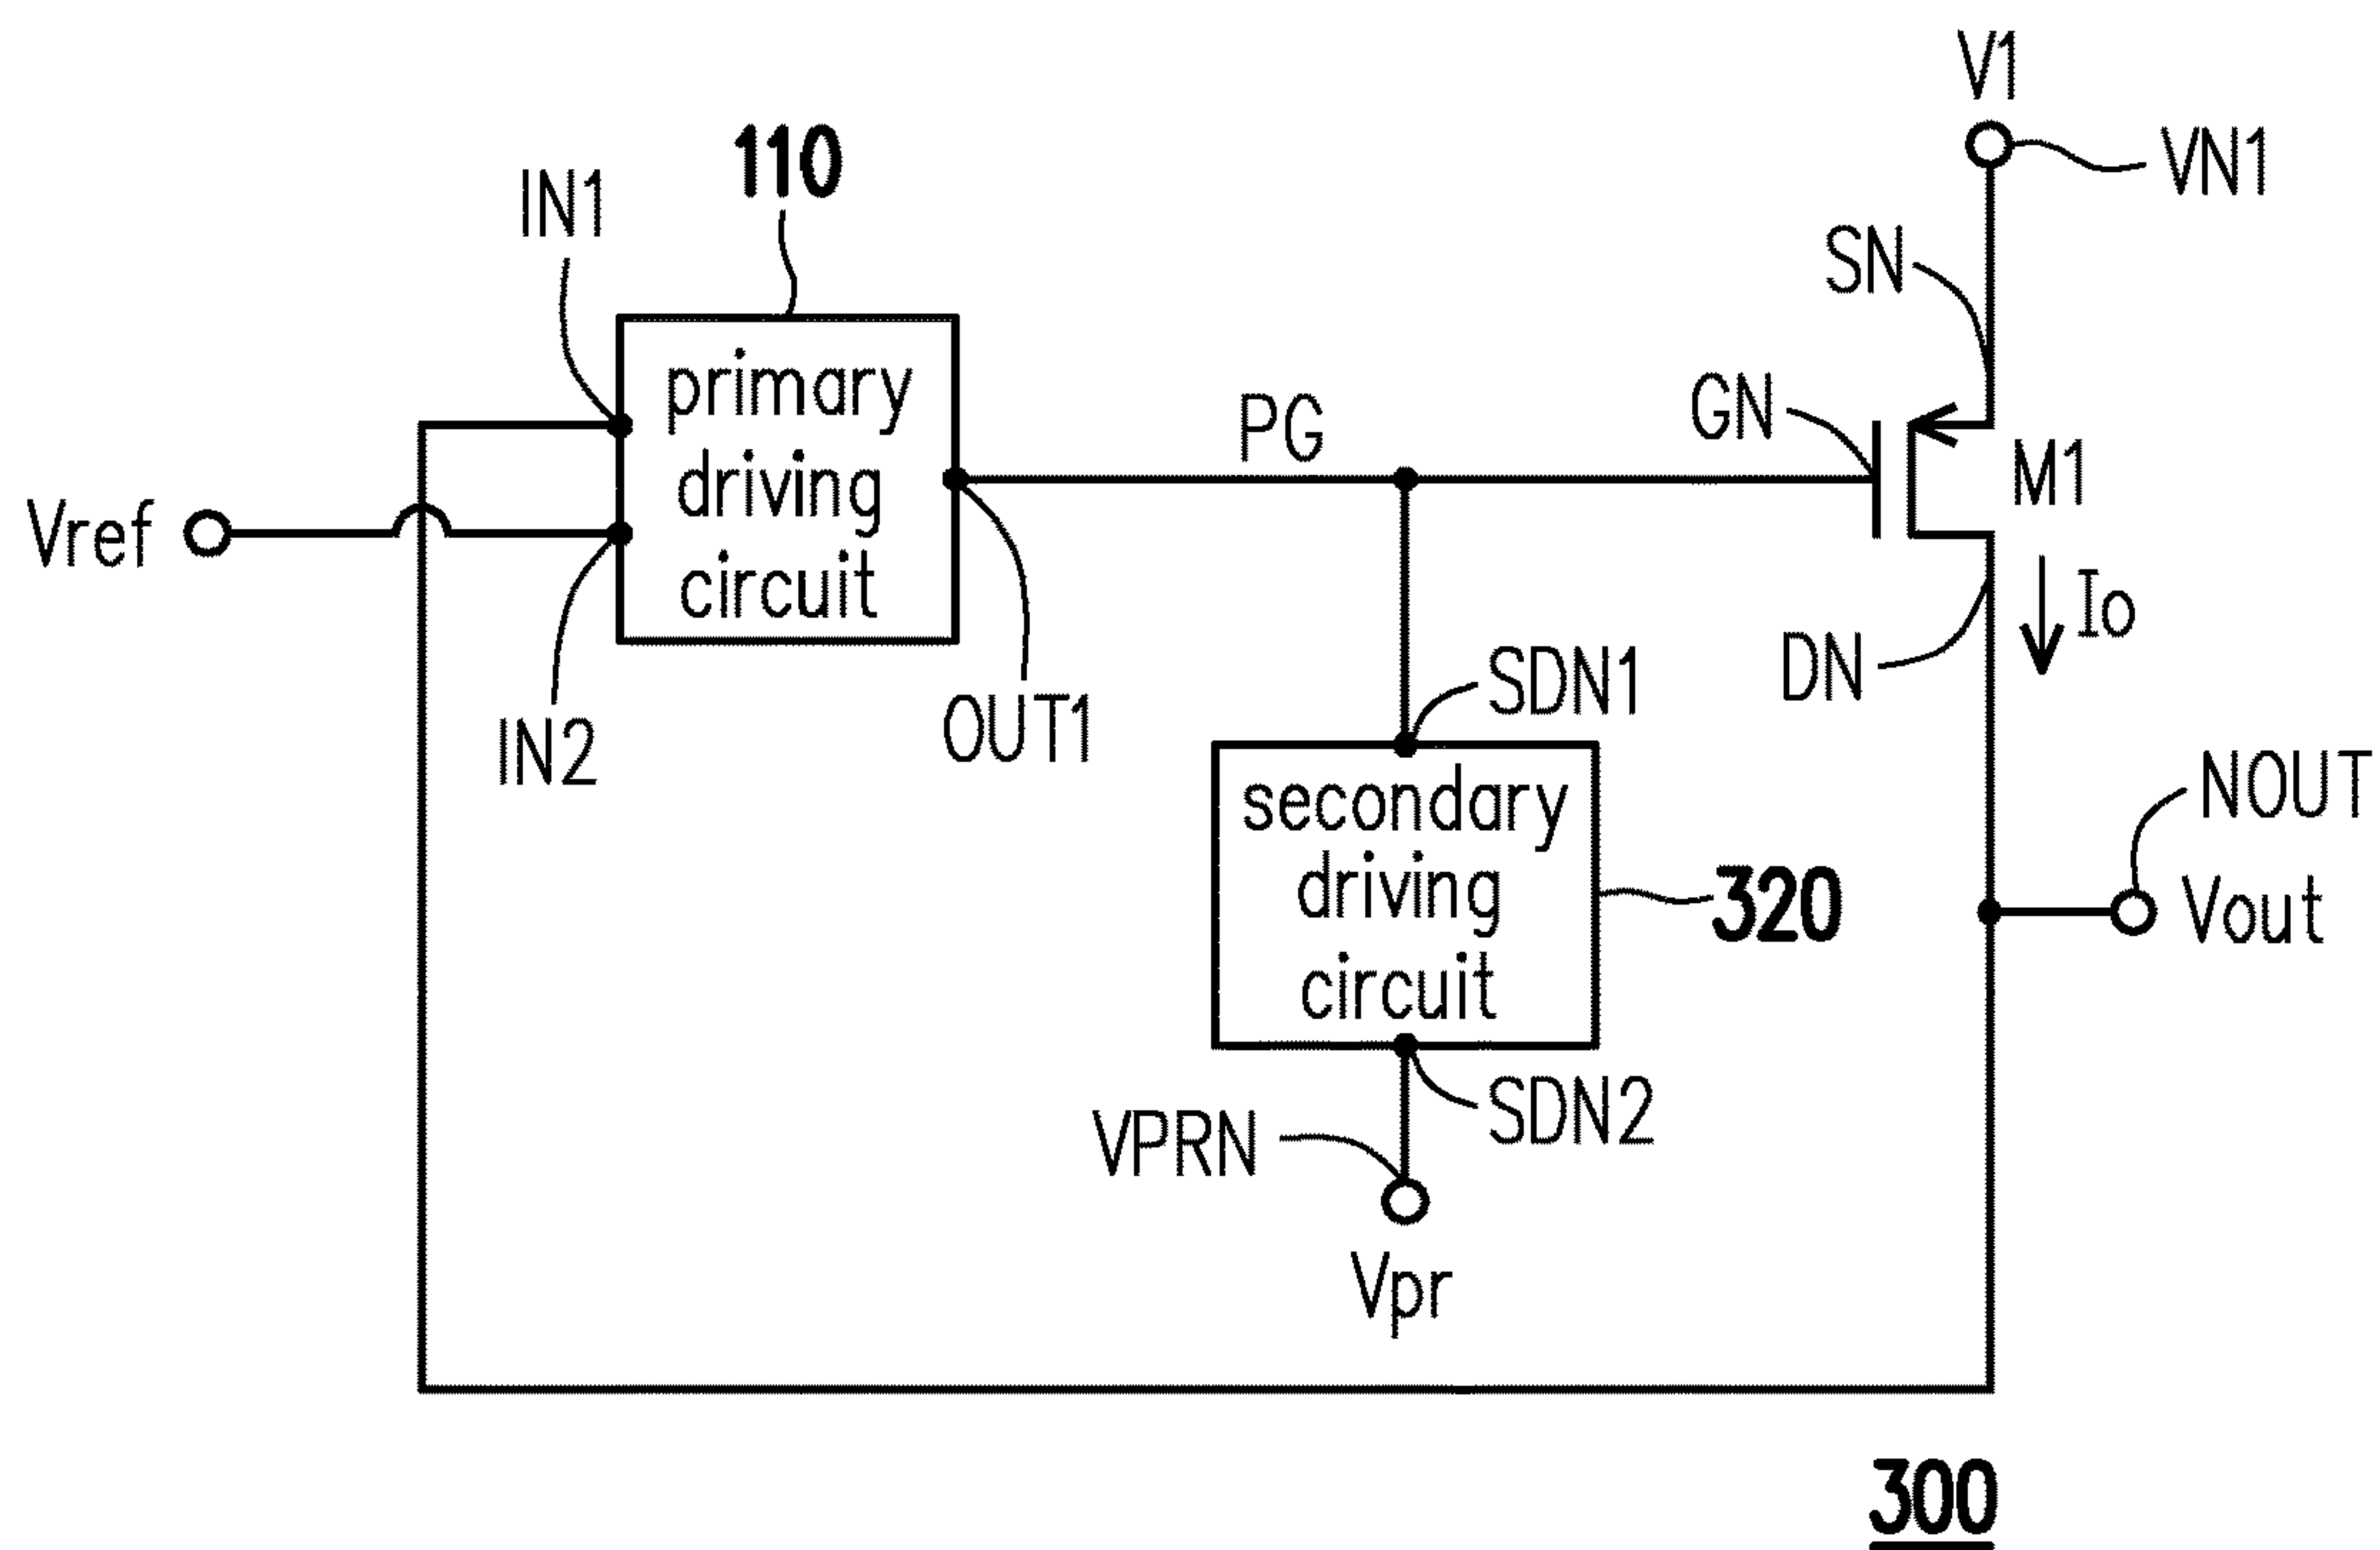 V1
VN1
110
IN1
SN
primary
driving
circuit
PG
GN
M1
Vref
Io
IN2
OUT1
SDN1
DN
secondary
driving
circuit
320
NOUT
Vout
VPRN
SDN2
Vpr
300